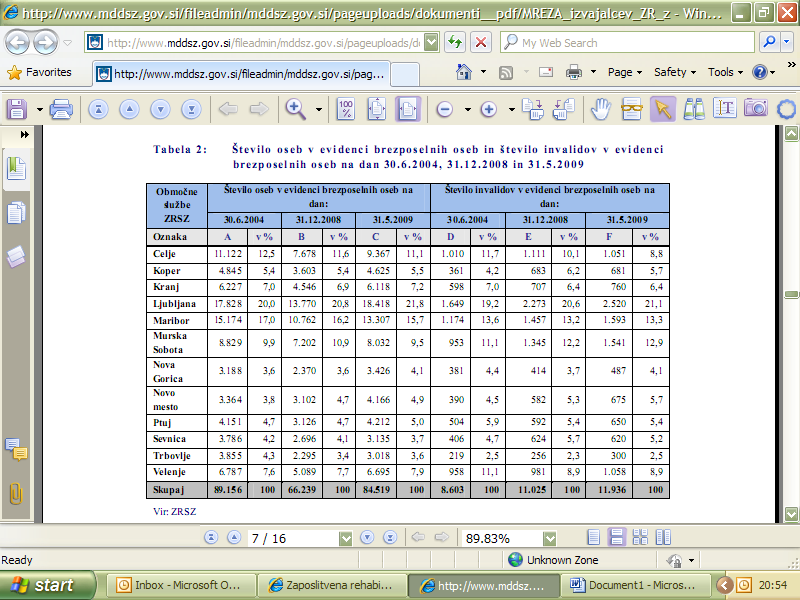 http://www.mddsz.gov.si/fileadmin/mddsz.gov.si/pageuploads/dokumenti__pdf/MREZA_izvajalcev_ZR_z - Win...
http://www.mddsz.gov.si/fileadmin/mddsz.gov.si/pageuploads/do My Web Search
Favorites http://www.mddsz.gov.si/fileadmin/mddsz.gov.si/pag... Page Safety Tools
Tabela 2: Število oseb v evidenci brezposelnih oseb in število invalidov v evidenci
brezposelnih oseb na dan 30.6.2004, 31.12.2008 in 31.5.2009
Območne službe ZRSZ Število oseb v evidenci brezposelnih oseb na dan: Število invalidov v evidenci brezposelnih oseb na dan:
30.6.2004 31.12.2008 31.5.2009 30.6.2004 31.12.2008 31.5.2009
Oznaka A v % B v % C v % D v % E v % F v %
Celje 11.122 12,5 7.678 11,6 9.367 11,1 1.010 11,7 1.111 10,1 1.051 8,8
Koper 4.845 5,4 3.603 5,4 4.625 5,5 361 4,2 683 6,2 681 5,7
Kranj 6.227 7,0 4.546 6,9 6.118 7,2 598 7,0 707 6,4 760 6,4
Ljubljana 17.828 20,0 13.770 20,8 18.418 21,8 1.649 19,2 2.273 20,6 2.520 21,1
Maribor 15.174 17,0 10.762 16,2 13.307 15,7 1.174 13,6 1.457 13,2 1.593 13,3
Murska Sobota 8.829 9,9 7.202 10,9 8.032 9,5 953 11,1 1.345 12,2 1.541 12,9
Nova Gorica 3.188 3,6 2.370 3,6 3.426 4,1 381 4,4 414 3,7 487 4,1
Novo mesto 3.364 3,8 3.102 4,7 4.166 4,9 390 4,5 582 5,3 675 5,7
Ptuj 4.151 4,7 3.126 4,7 4.212 5,0 504 5,9 592 5,4 650 5,4
Sevnica 3.786 4,2 2.696 4,1 3.135 3,7 406 4,7 624 5,7 620 5,2
Trbovlje 3.855 4,3 2.295 3,4 3.018 3,6 219 2,5 256 2,3 300 2,5
Velenje 6.787 7,6 5.089 7,7 6.695 7,9 958 11,1 981 8,9 1.058 8,9
Skupaj 89.156 100 66.239 100 84.519 100 8.603 100 11.025 100 11.936 100
Vir: ZRSZ
7 / 16 89.83%
Ready Unknown Zone
start Inbox - Microsoft O... Zaposlitvena rehabi... http://www.mddsz.... Document1 - Micros... 20:54